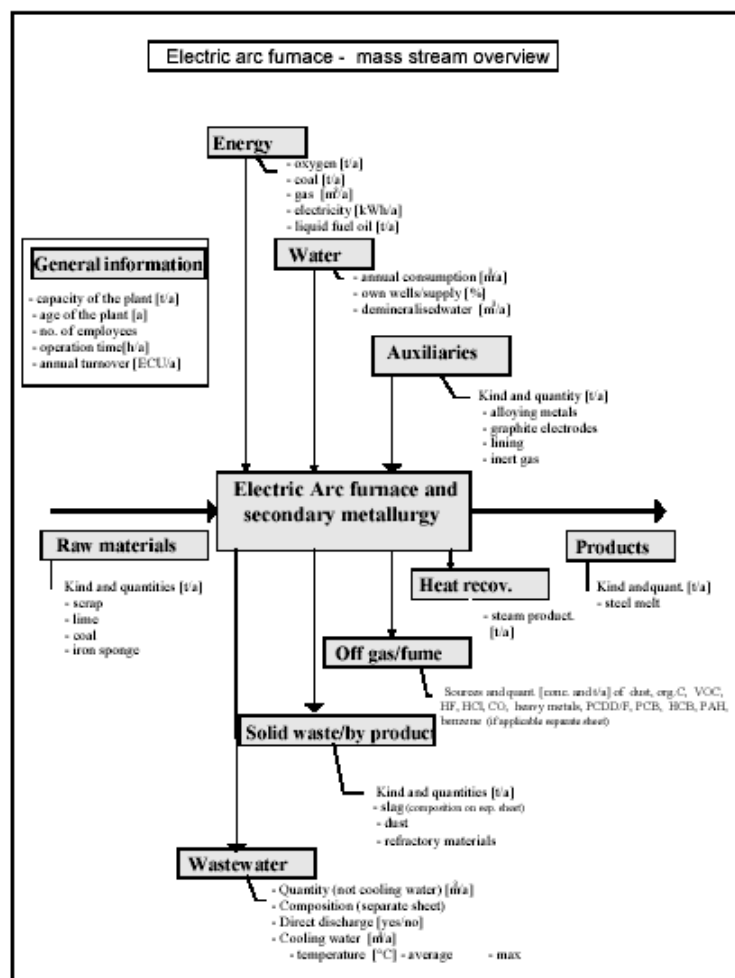 Electric arc furnace - mass stream overview
Energy
- oxygen [t/a]
- coal [t/a]
- gas [m³/a]
- electricity [kWh/a]
- liquid fuel oil [t/a]
General information
- capacity of the plant [t/a]
- age of the plant [a]
- no. of employees
- operation time[h/a]
- annual turnover [ECU/a]
Water
- annual consumption [m³/a]
- own wells/supply [%]
- demineralisedwater [m³/a]
Auxiliaries
Kind and quantity [t/a]
- alloying metals
- graphite electrodes
- lining
- inert gas
Electric Arc furnace and
secondary metallurgy
Raw materials
Kind and quantities [t/a]
- scrap
- lime
- coal
- iron sponge
Products
Kind and quant. [t/a]
- steel melt
Heat recov.
- steam product.
[t/a]
Off gas/fume
Sources and quant. [conc. and t/a] of dust, org.C, VOC,
HF, HCl, CO, heavy metals, PCDD/F, PCB, HCB, PAH,
benzene (if applicable separate sheet)
Solid waste/by product
Kind and quantities [t/a]
- slag (composition on sep. sheet)
- dust
- refractory materials
Wastewater
- Quantity (not cooling water) [m³/a]
- Composition (separate sheet)
- Direct discharge [yes/no]
- Cooling water [m³/a]
- temperature [°C] - average - max